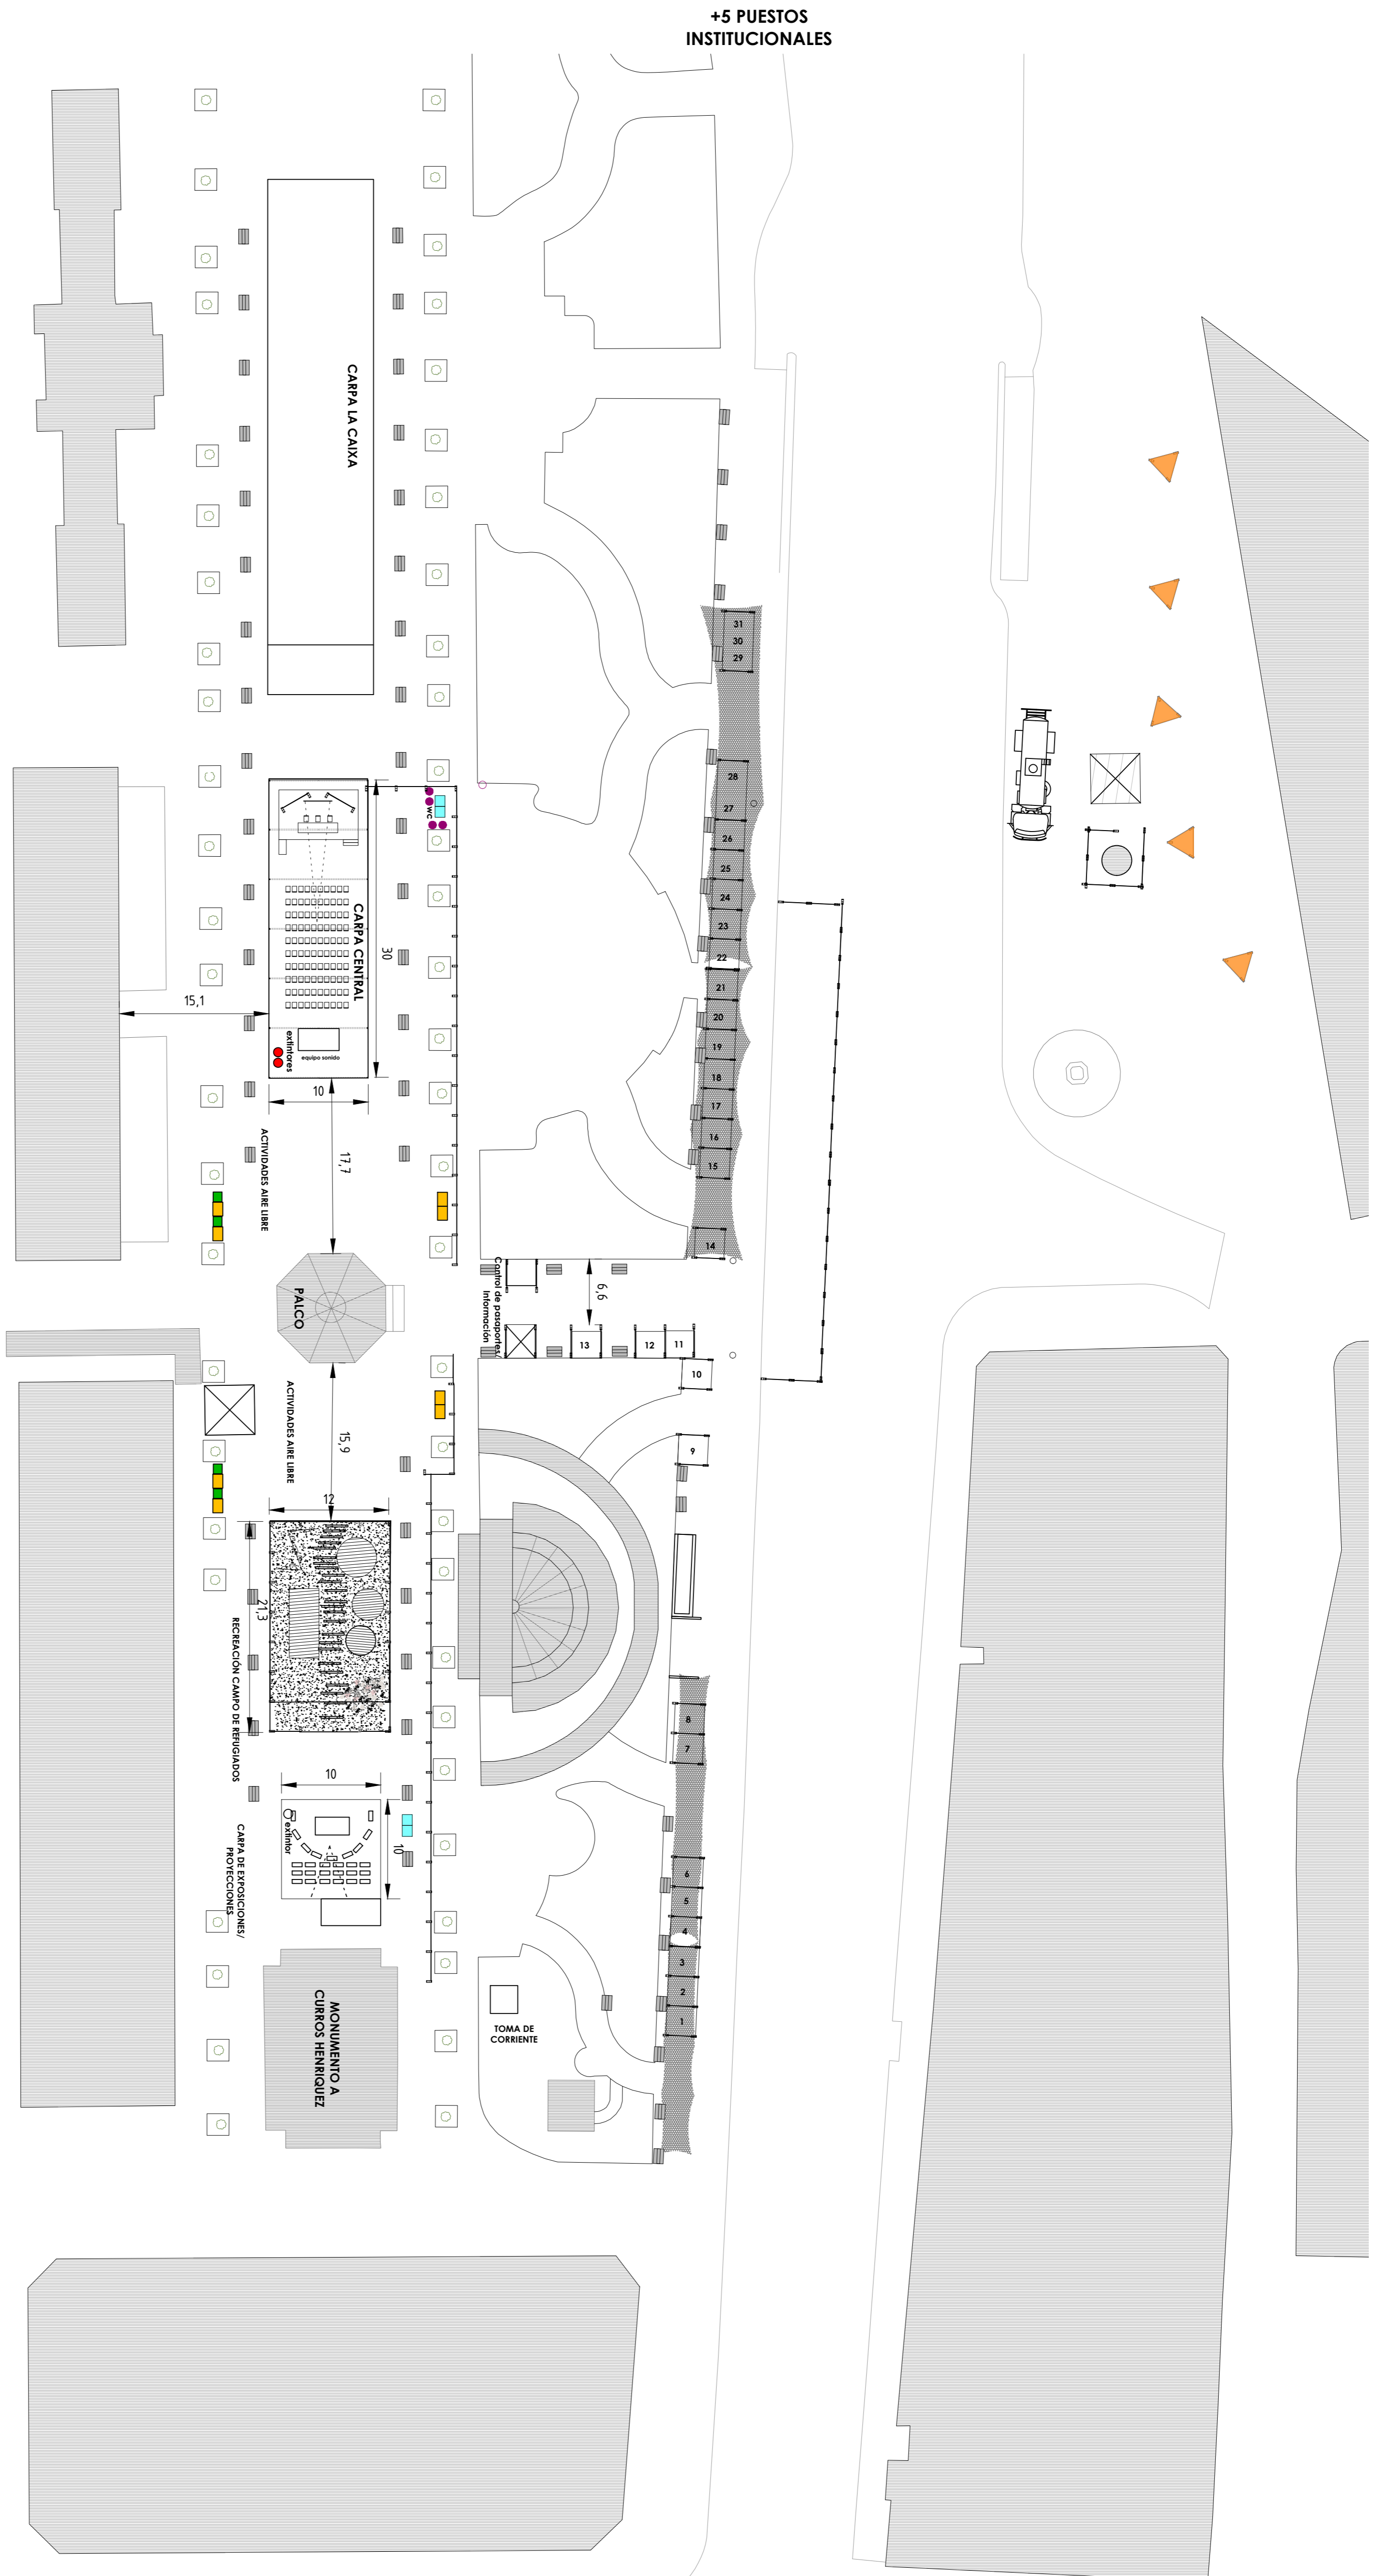 +5 PUESTOS
INSTITUCIONALES
CARPA LA CAIXA
31
30
29
28
27
26
25
24
23
22
21
20
19
18
17
16
15
14
WC
CARPA CENTRAL
30
15,1
extintores
equipo sonido
10
ACTIVIDADES AIRE LIBRE
17,7
PALCO
Control de pasaportes/
Información
6,6
13
12
11
10
9
ACTIVIDADES AIRE LIBRE
15,9
12
21,3
RECREACIÓN CAMPO DE REFUGIADOS
8
7
10
10
extintor
CARPA DE EXPOSICIONES/
PROYECCIONES
6
5
4
3
2
1
MONUMENTO A
CURROS HENRIQUEZ
TOMA DE
CORRIENTE